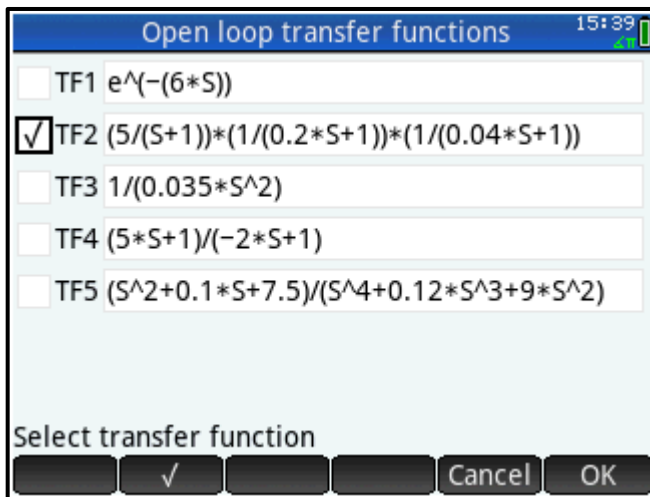 Open loop transfer functions 15:39
∡π
TF1 e^(−(6*S))
√ TF2 (5/(S+1))*(1/(0.2*S+1))*(1/(0.04*S+1))
TF3 1/(0.035*S^2)
TF4 (5*S+1)/(−2*S+1)
TF5 (S^2+0.1*S+7.5)/(S^4+0.12*S^3+9*S^2)
Select transfer function
√ Cancel OK